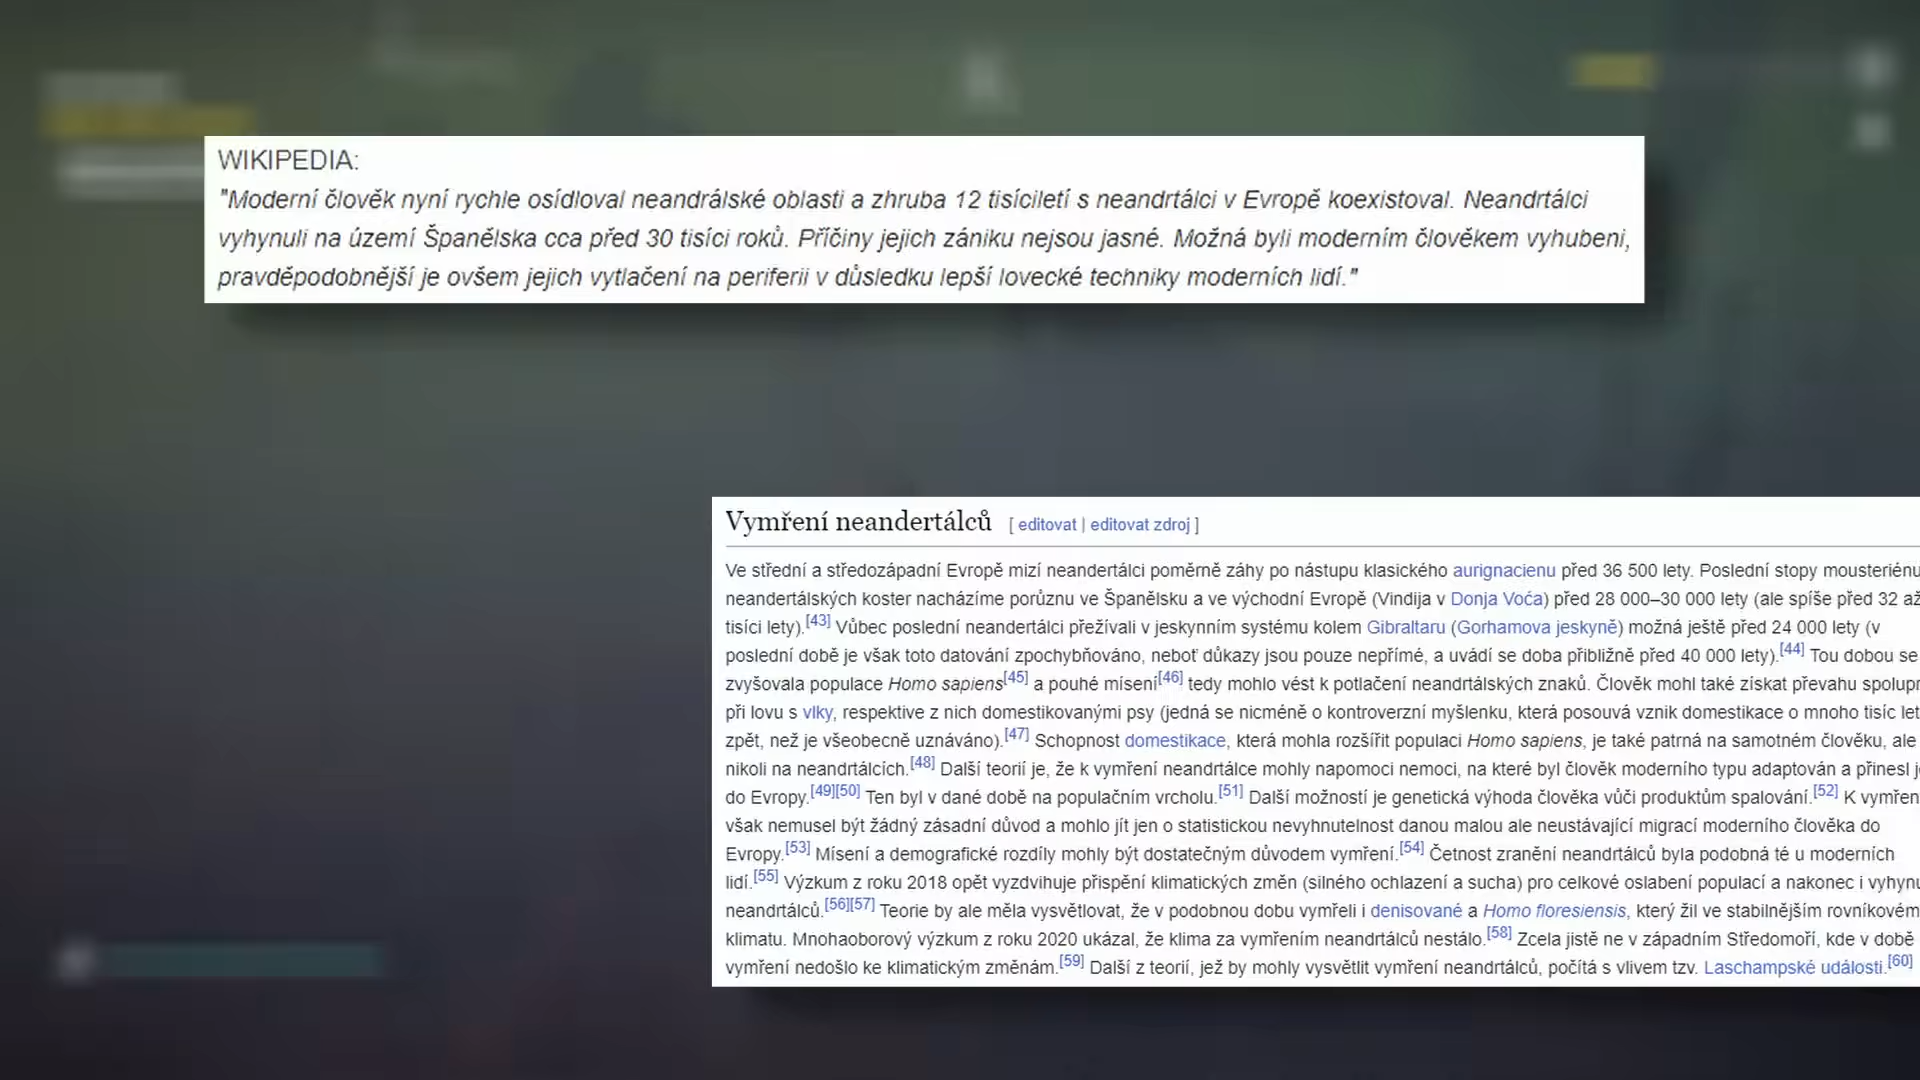 WIKIPEDIA:
"Moderní člověk nyní rychle osídloval neandrálské oblasti a zhruba 12 tisíciletí s neandrtálci v Evropě koexistoval. Neandrtálci
vyhynuli na území Španělska cca před 30 tisíci roků. Příčiny jejich zániku nejsou jasné. Možná byli moderním člověkem vyhubeni,
pravděpodobnější je ovšem jejich vytlačení na periferii v důsledku lepší lovecké techniky moderních lidí."
Vymření neandertálců [ editovat | editovat zdroj ]
Ve střední a středozápadní Evropě mizí neandertálci poměrně záhy po nástupu klasického aurignacienu před 36 500 lety. Poslední stopy mousteriénu
neandertálských koster nacházíme porůznu ve Španělsku a ve východní Evropě (Vindija v Donja Voća) před 28 000–30 000 lety (ale spíše před 32 až
tisíci lety).[43] Vůbec poslední neandertálci přežívali v jeskynním systému kolem Gibraltaru (Gorhamova jeskyně) možná ještě před 24 000 lety (v
poslední době je však toto datování zpochybňováno, neboť důkazy jsou pouze nepřímé, a uvádí se doba přibližně před 40 000 lety).[44] Tou dobou se
zvyšovala populace Homo sapiens[45] a pouhé mísení[46] tedy mohlo vést k potlačení neandrtálských znaků. Člověk mohl také získat převahu spolupr
při lovu s vlky, respektive z nich domestikovanými psy (jedná se nicméně o kontroverzní myšlenku, která posouvá vznik domestikace o mnoho tisíc let
zpět, než je všeobecně uznáváno).[47] Schopnost domestikace, která mohla rozšířit populaci Homo sapiens, je také patrná na samotném člověku, ale
nikoli na neandrtálcích.[48] Další teorií je, že k vymření neandrtálce mohly napomoci nemoci, na které byl člověk moderního typu adaptován a přinesl j
do Evropy.[49][50] Ten byl v dané době na populačním vrcholu.[51] Další možností je genetická výhoda člověka vůči produktům spalování.[52] K vymřen
však nemusel být žádný zásadní důvod a mohlo jít jen o statistickou nevyhnutelnost danou malou ale neustávající migrací moderního člověka do
Evropy.[53] Mísení a demografické rozdíly mohly být dostatečným důvodem vymření.[54] Četnost zranění neandrtálců byla podobná té u moderních
lidí.[55] Výzkum z roku 2018 opět vyzdvihuje přispění klimatických změn (silného ochlazení a sucha) pro celkové oslabení populací a nakonec i vyhynu
neandrtálců.[56][57] Teorie by ale měla vysvětlovat, že v podobnou dobu vymřeli i denisované a Homo floresiensis, který žil ve stabilnějším rovníkovém
klimatu. Mnohaoborový výzkum z roku 2020 ukázal, že klima za vymřením neandrtálců nestálo.[58] Zcela jistě ne v západním Středomoří, kde v době
vymření nedošlo ke klimatickým změnám.[59] Další z teorií, jež by mohly vysvětlit vymření neandrtálců, počítá s vlivem tzv. Laschampské události.[60]